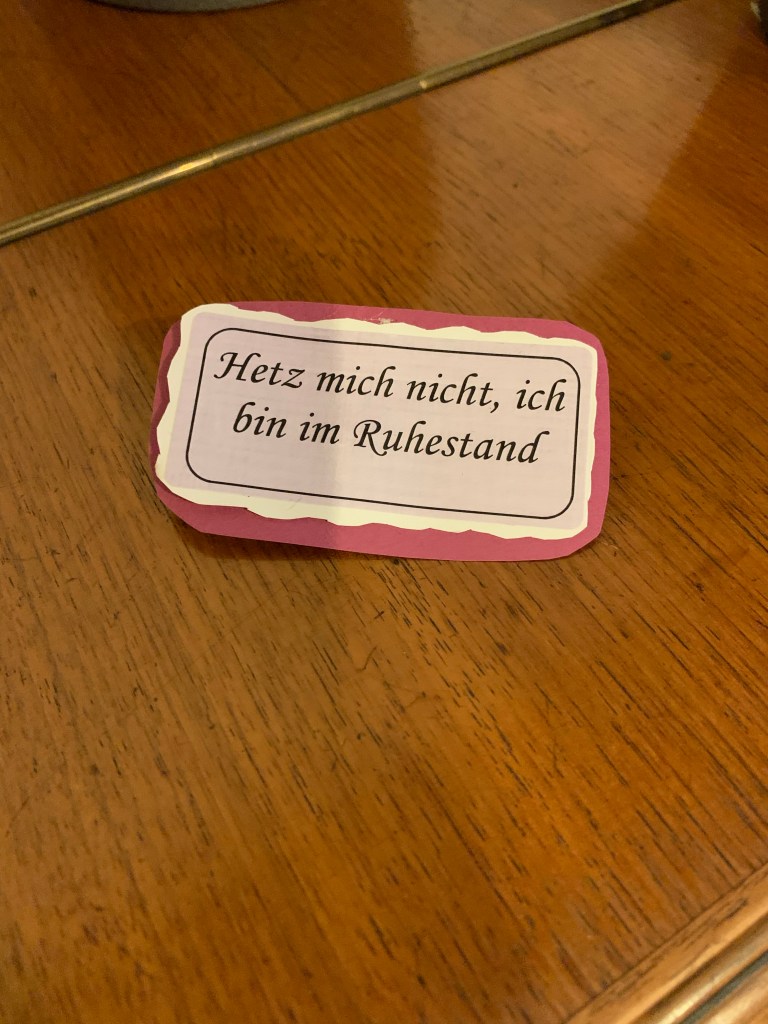 Hetz mich nicht, ich
bin im Ruhestand